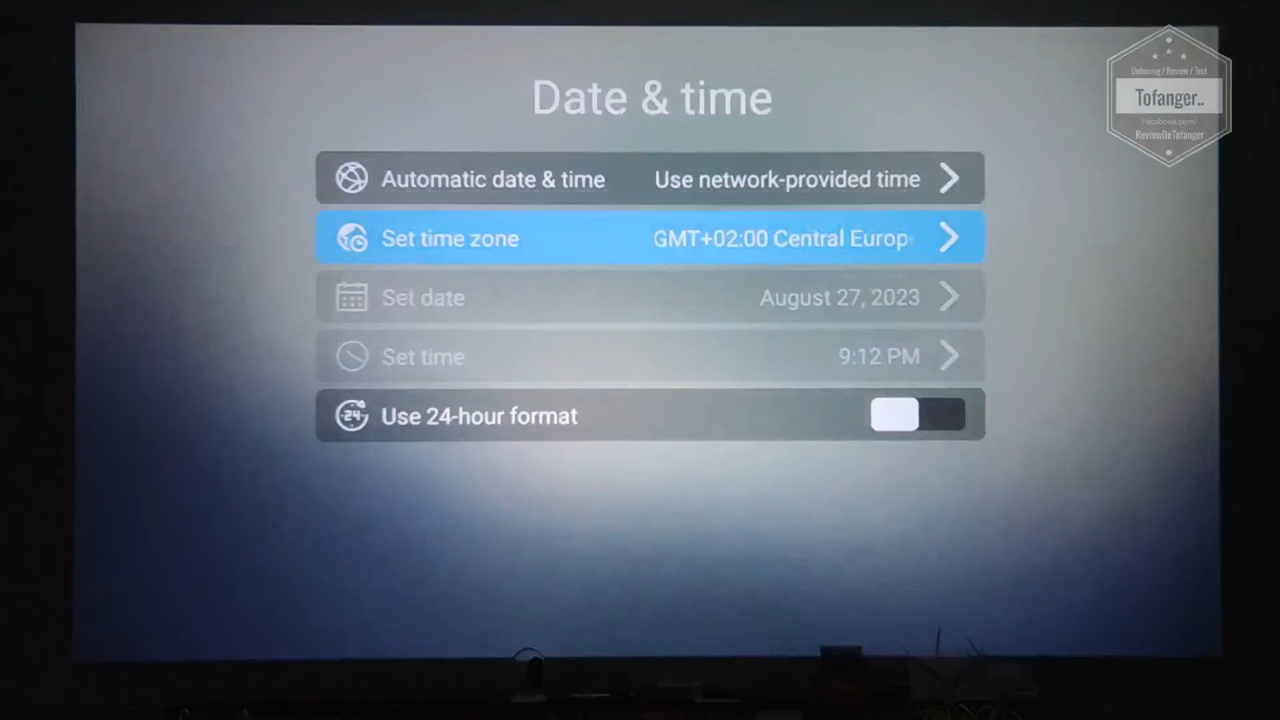 Date & time
Automatic date & time Use network-provided time
Set time zone GMT+02:00 Central Europ
Set date August 27, 2023
Set time 9:12 PM
24 Use 24-hour format
Unboxing / Review / Test
Tofanger..
Facebook.com/
ReviewDeTofanger